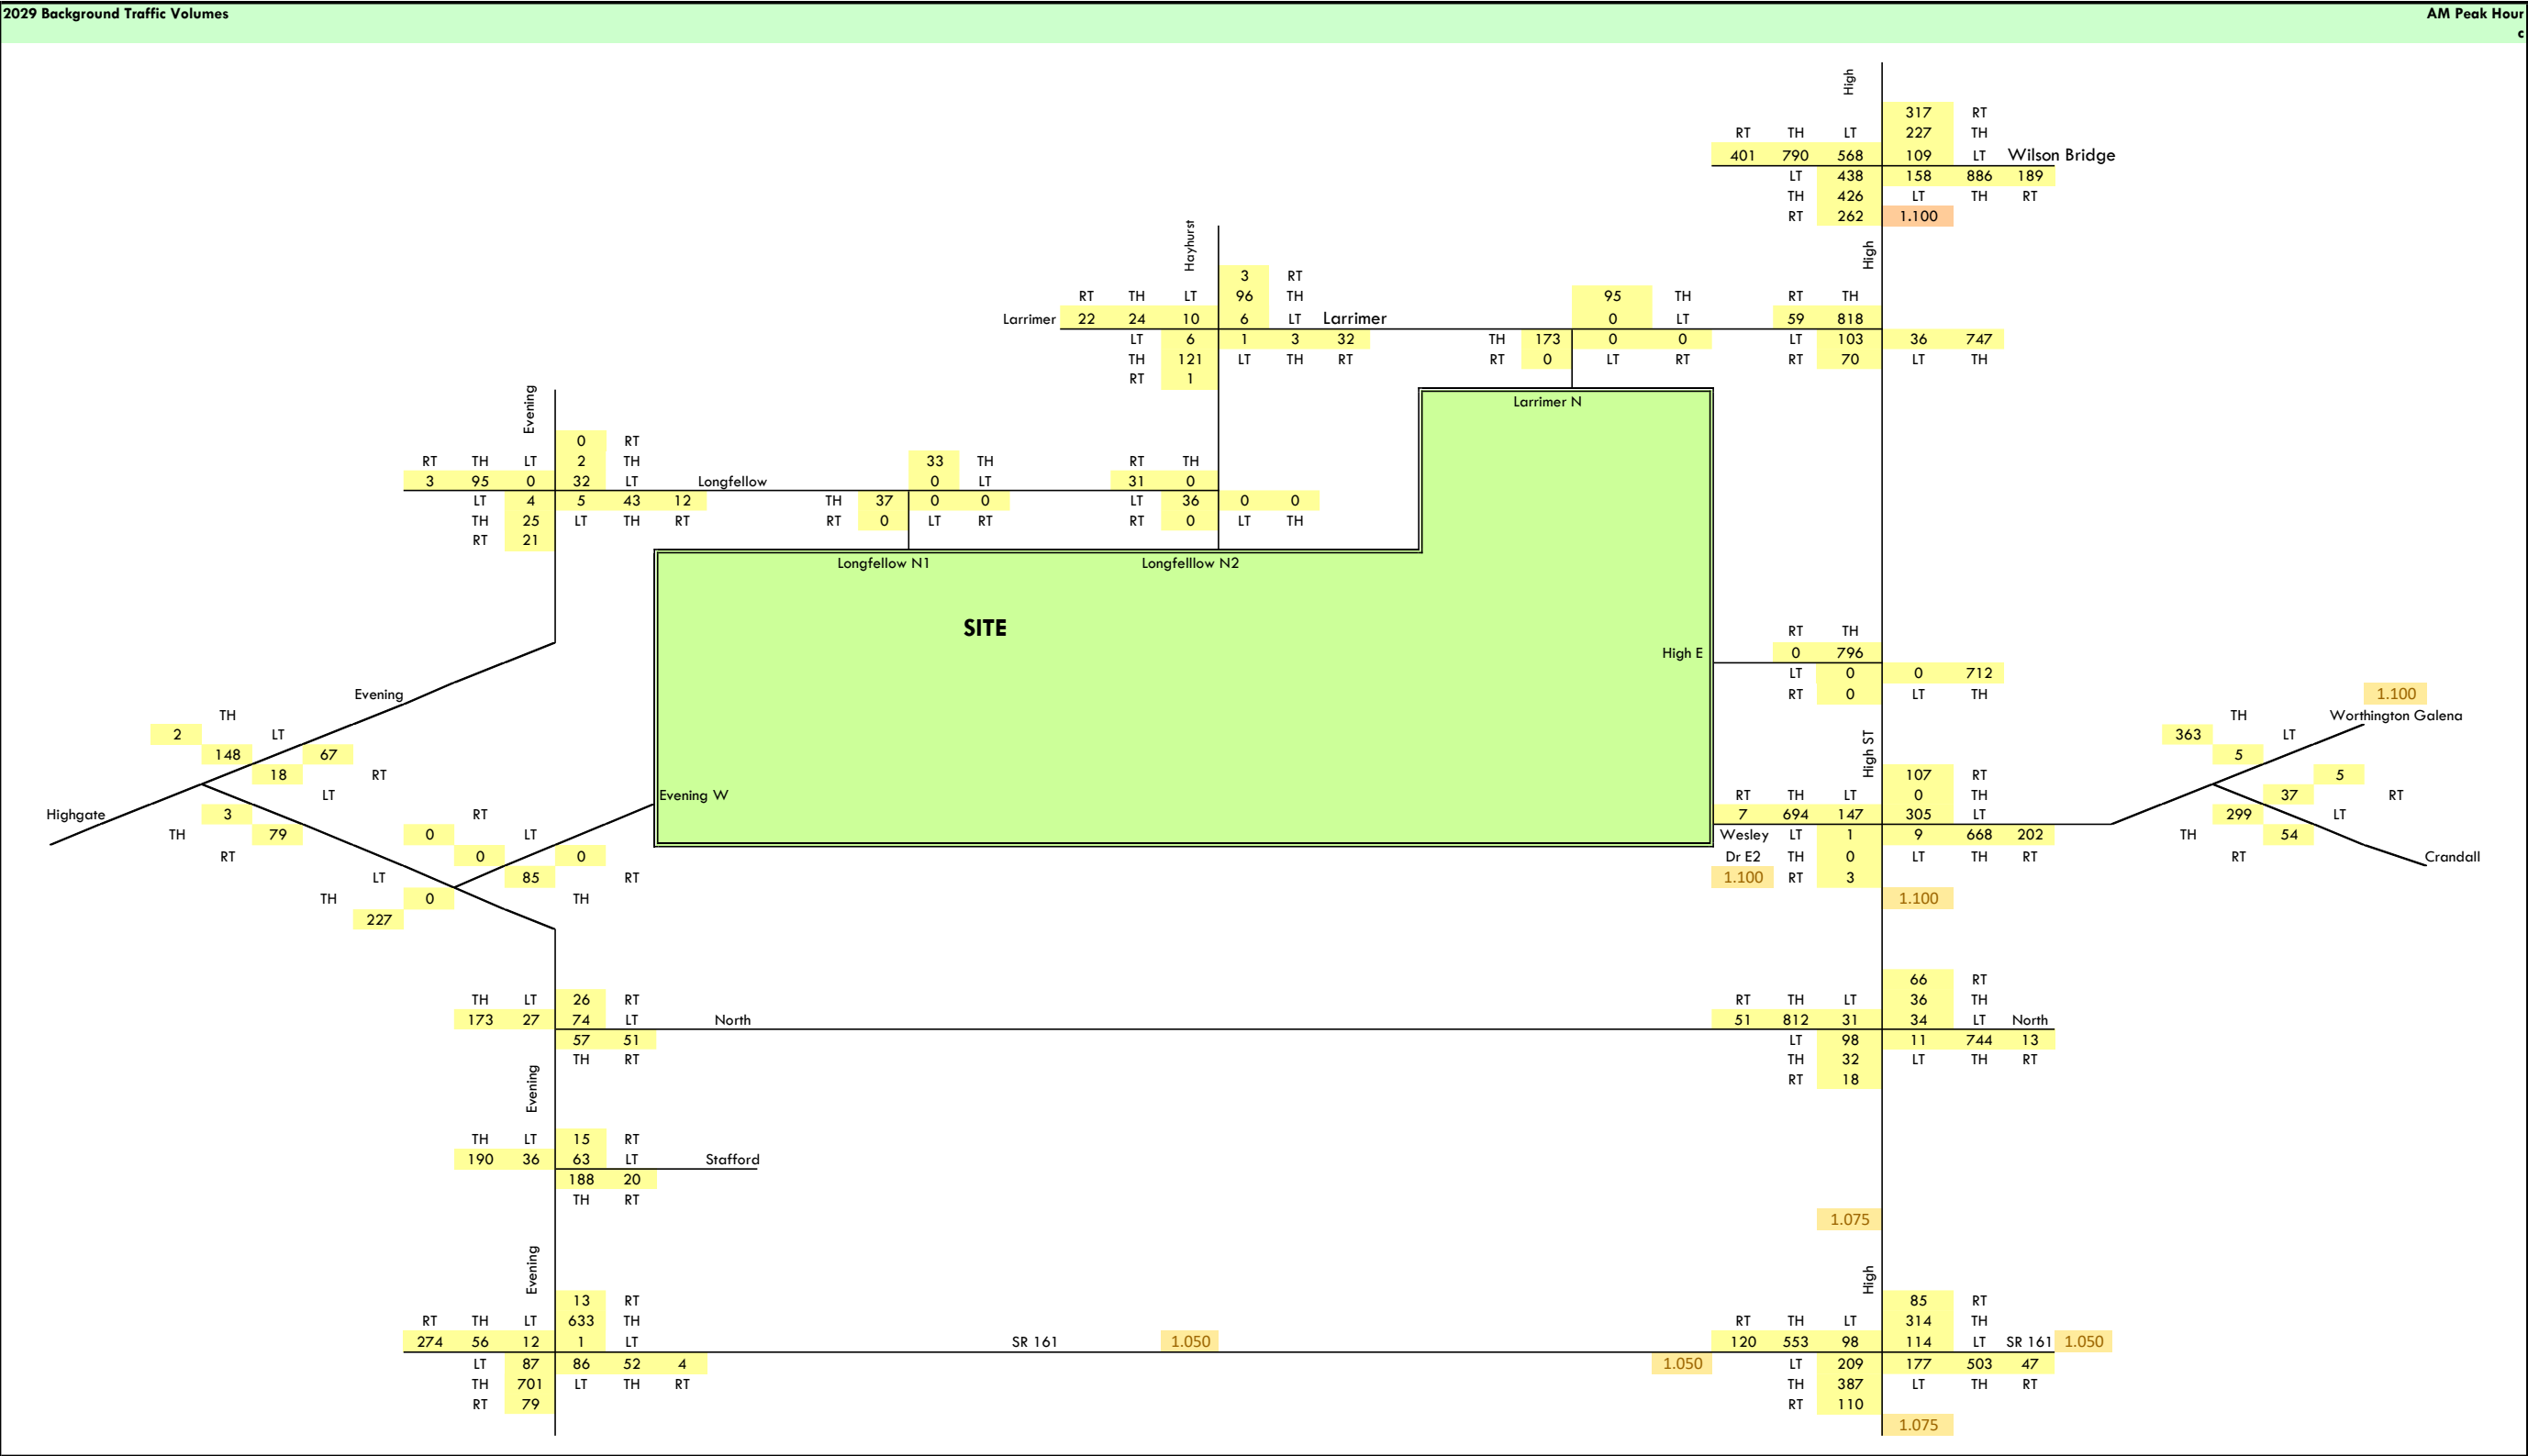 2029 Background Traffic Volumes AM Peak Hour
c
High
317 RT
RT TH LT 227 TH
401 790 568 109 LT Wilson Bridge
LT 438 158 886 189
TH 426 LT TH RT
RT 262 1.100
Hayhurst High
3 RT
RT TH LT 96 TH 95 TH RT TH
Larrimer 22 24 10 6 LT Larrimer 0 LT 59 818
LT 6 1 3 32 TH 173 0 0 LT 103 36 747
TH 121 LT TH RT RT 0 LT RT RT 70 LT TH
RT 1
Evening Larrimer N
0 RT
RT TH LT 2 TH 33 TH RT TH
3 95 0 32 LT Longfellow 0 LT 31 0
LT 4 5 43 12 TH 37 0 0 LT 36 0 0
TH 25 LT TH RT RT 0 LT RT RT 0 LT TH
RT 21
Longfellow N1 Longfelllow N2
SITE
RT TH
High E 0 796
LT 0 0 712
RT 0 LT TH
Evening 1.100
TH TH Worthington Galena
2 LT 363 LT
148 67 High ST 5
18 RT 107 RT 5
LT Evening W RT TH LT 0 TH 37 RT
Highgate 3 RT 7 694 147 305 LT 299 LT
TH 79 0 LT Wesley LT 1 9 668 202 TH 54
RT 0 0 Dr E2 TH 0 LT TH RT RT Crandall
LT 85 RT 1.100 RT 3
TH 0 TH 1.100
227
66 RT
TH LT 26 RT RT TH LT 36 TH
173 27 74 LT North 51 812 31 34 LT North
57 51 LT 98 11 744 13
TH RT TH 32 LT TH RT
Evening RT 18
TH LT 15 RT
190 36 63 LT Stafford
188 20
TH RT
1.075
Evening High
13 RT 85 RT
RT TH LT 633 TH RT TH LT 314 TH
274 56 12 1 LT SR 161 1.050 120 553 98 114 LT SR 161 1.050
LT 87 86 52 4 1.050 LT 209 177 503 47
TH 701 LT TH RT TH 387 LT TH RT
RT 79 RT 110
1.075